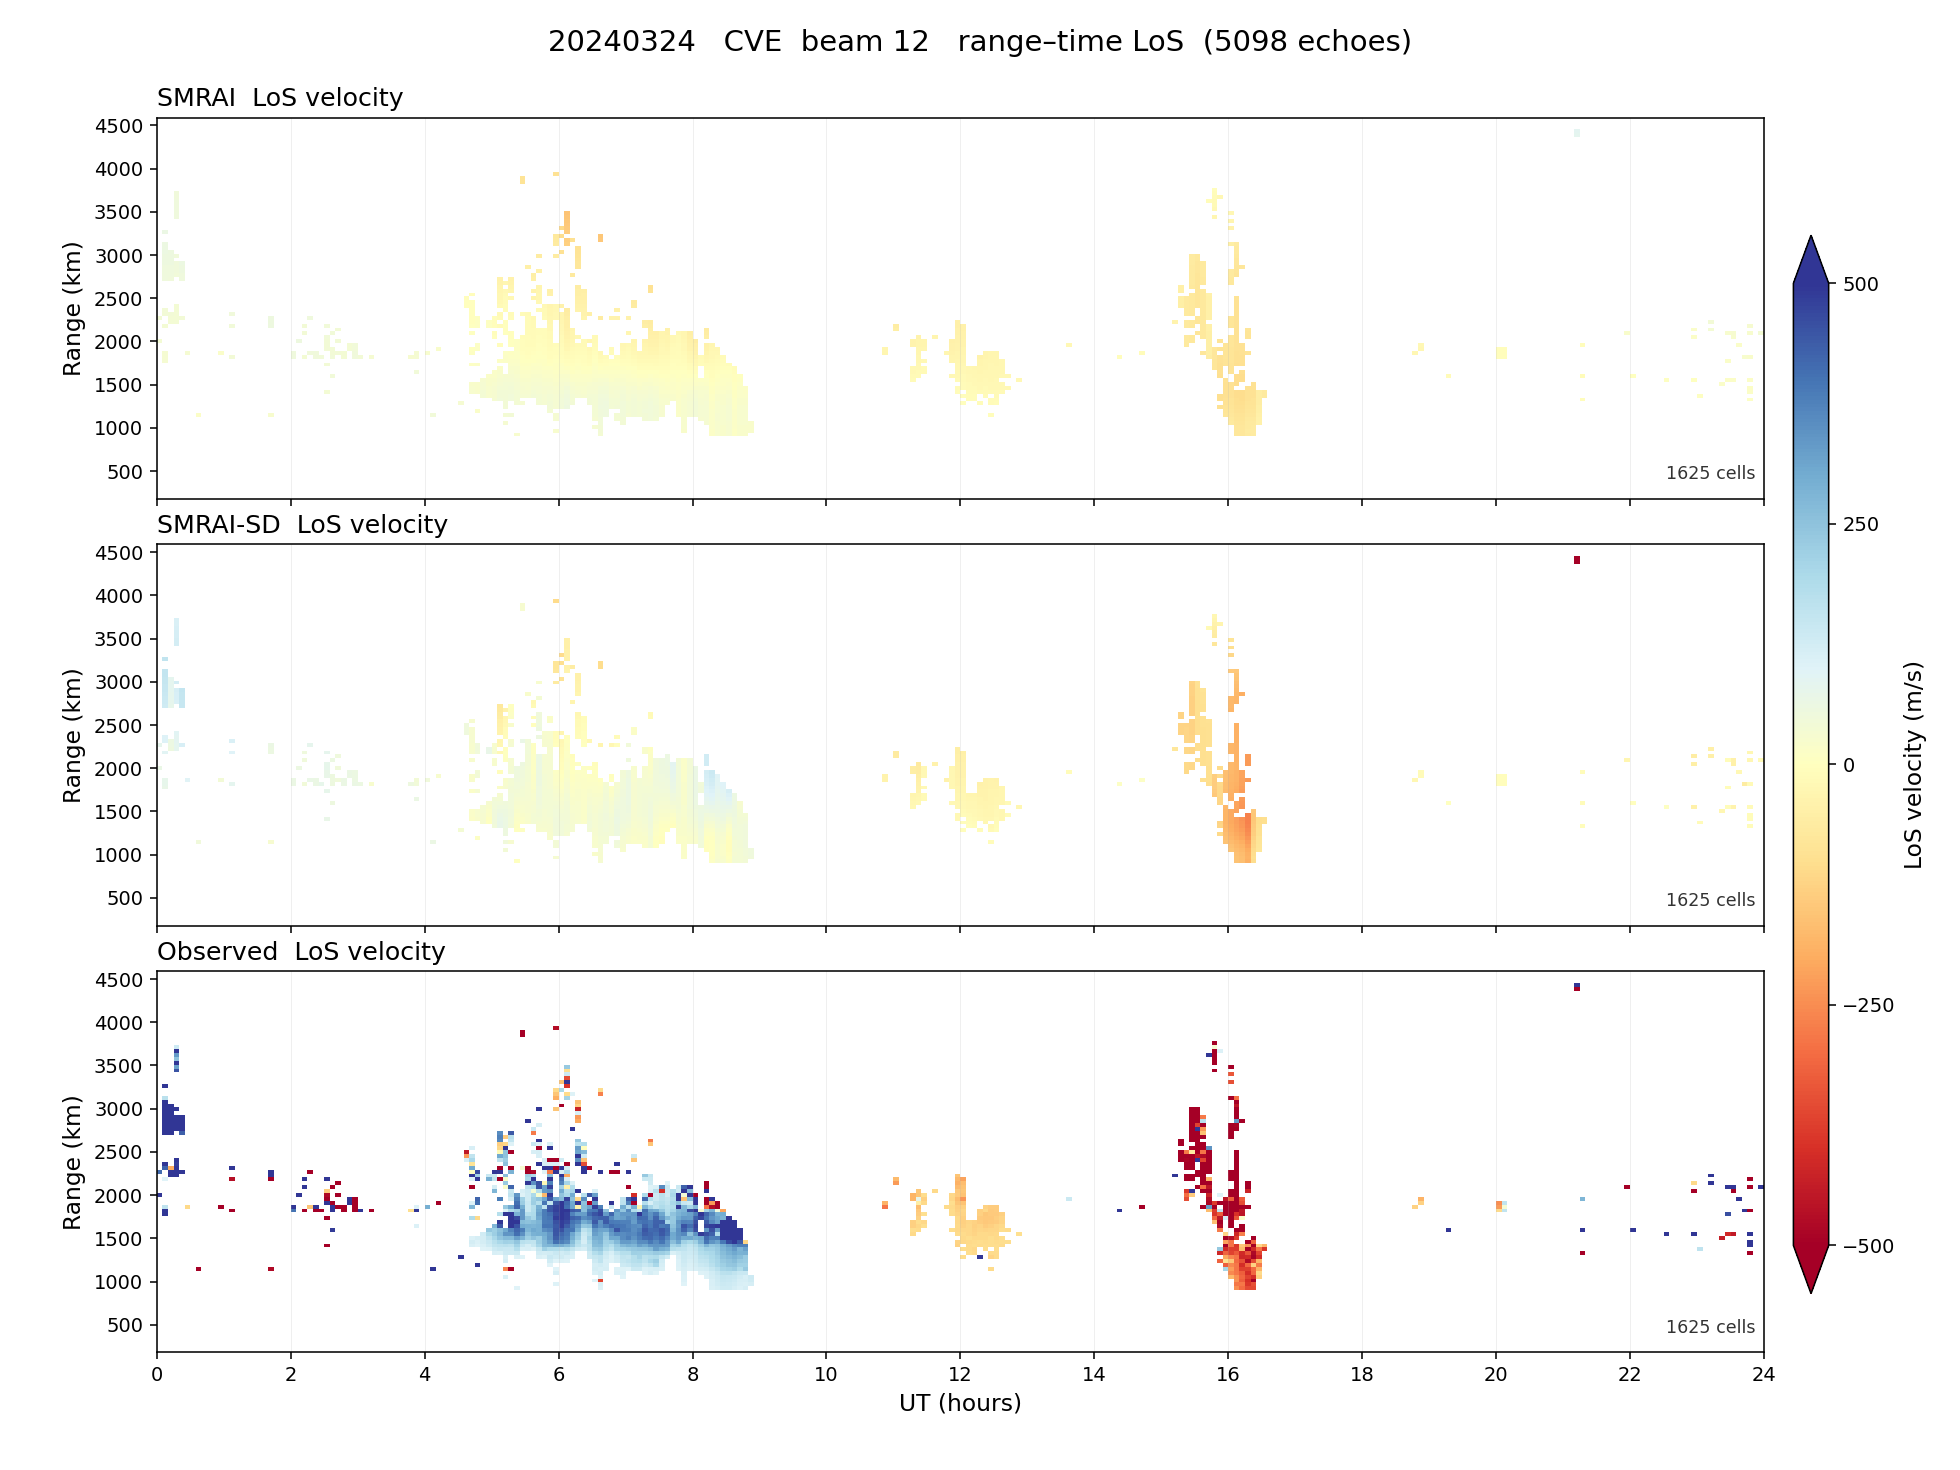 20240324   CVE  beam 12   range–time LoS  (5098 echoes)
SMRAI  LoS velocity
4500
4000
3500
3000
2500
2000
1500
1000
500
Range (km)
1625 cells
SMRAI-SD  LoS velocity
4500
4000
3500
3000
2500
2000
1500
1000
500
Range (km)
1625 cells
Observed  LoS velocity
4500
4000
3500
3000
2500
2000
1500
1000
500
Range (km)
1625 cells
0 2 4 6 8 10 12 14 16 18 20 22 24
UT (hours)
500
250
0
−250
−500
LoS velocity (m/s)